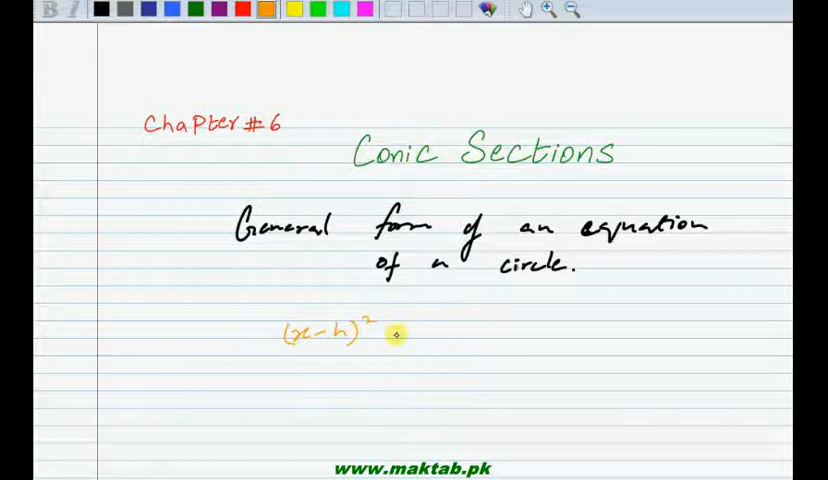 B I
Chapter #6
Conic Sections
General form of an equation
of a circle.
(x-h)²
www.maktab.pk